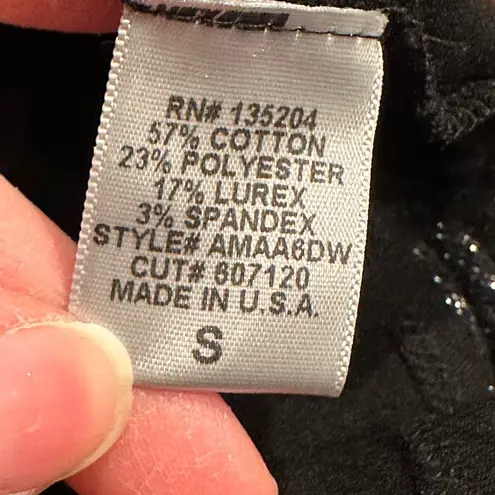 RN# 135204
57% COTTON
23% POLYESTER
17% LUREX
3% SPANDEX
STYLE# AMAA6DW
CUT# 607120
MADE IN U.S.A.
S